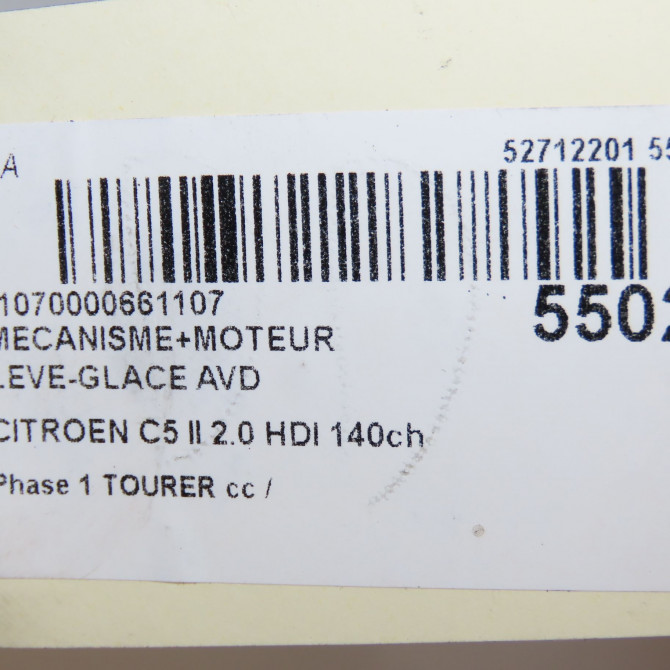 A
52712201 55
1070000661107
5502
MECANISME+MOTEUR
LEVE-GLACE AVD
CITROEN C5 II 2.0 HDI 140ch
Phase 1 TOURER cc /